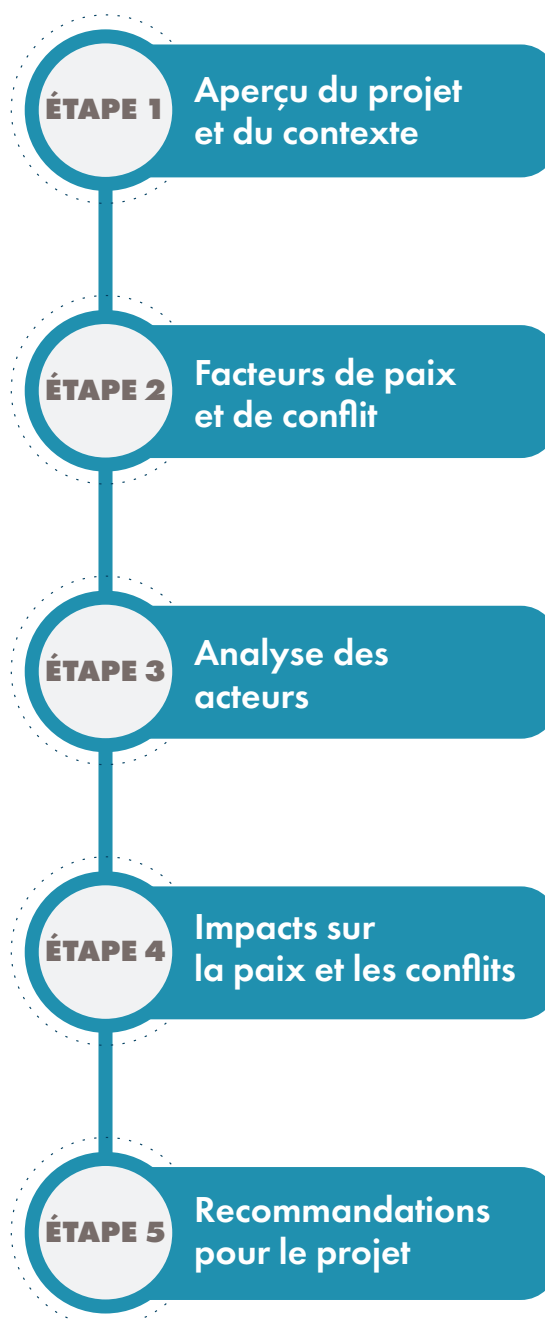 ÉTAPE 1
Aperçu du projet
et du contexte
ÉTAPE 2
Facteurs de paix
et de conflit
ÉTAPE 3
Analyse des
acteurs
ÉTAPE 4
Impacts sur
la paix et les conflits
ÉTAPE 5
Recommandations
pour le projet